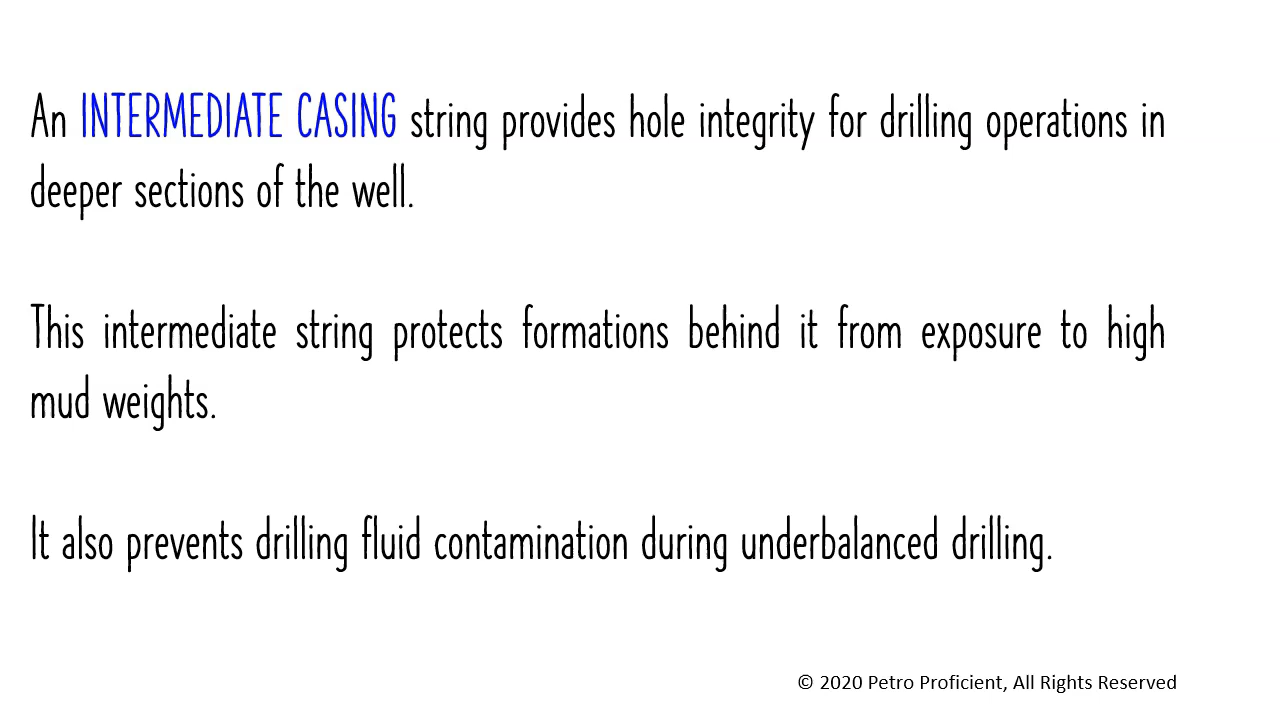 An INTERMEDIATE CASING string provides hole integrity for drilling operations in
deeper sections of the well.
This intermediate string protects formations behind it from exposure to high
mud weights.
It also prevents drilling fluid contamination during underbalanced drilling.
© 2020 Petro Proficient, All Rights Reserved